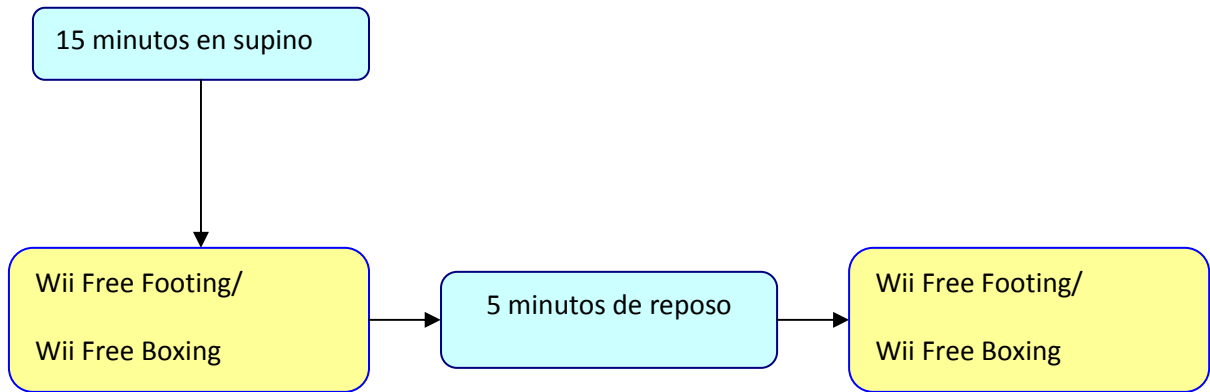 15 minutos en supino
Wii Free Footing/
Wii Free Boxing
5 minutos de reposo
Wii Free Footing/
Wii Free Boxing